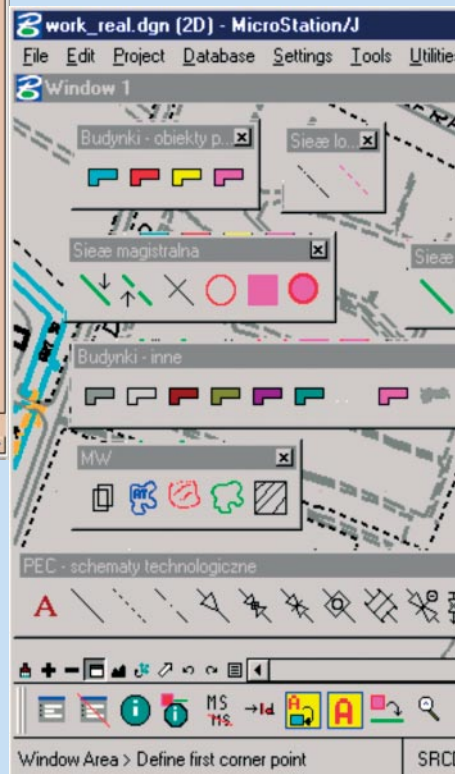 work_real.dgn (2D) - MicroStation/J
File Edit Project Database Settings Tools Utilities
Window 1
Budynki - obiekty p...
Sieæ lo...
Sieæ magistralna
Sieæ
Budynki - inne
MW
PEC - schematy technologiczne
A
MS
Id
A
A
Window Area > Define first corner point
SRC